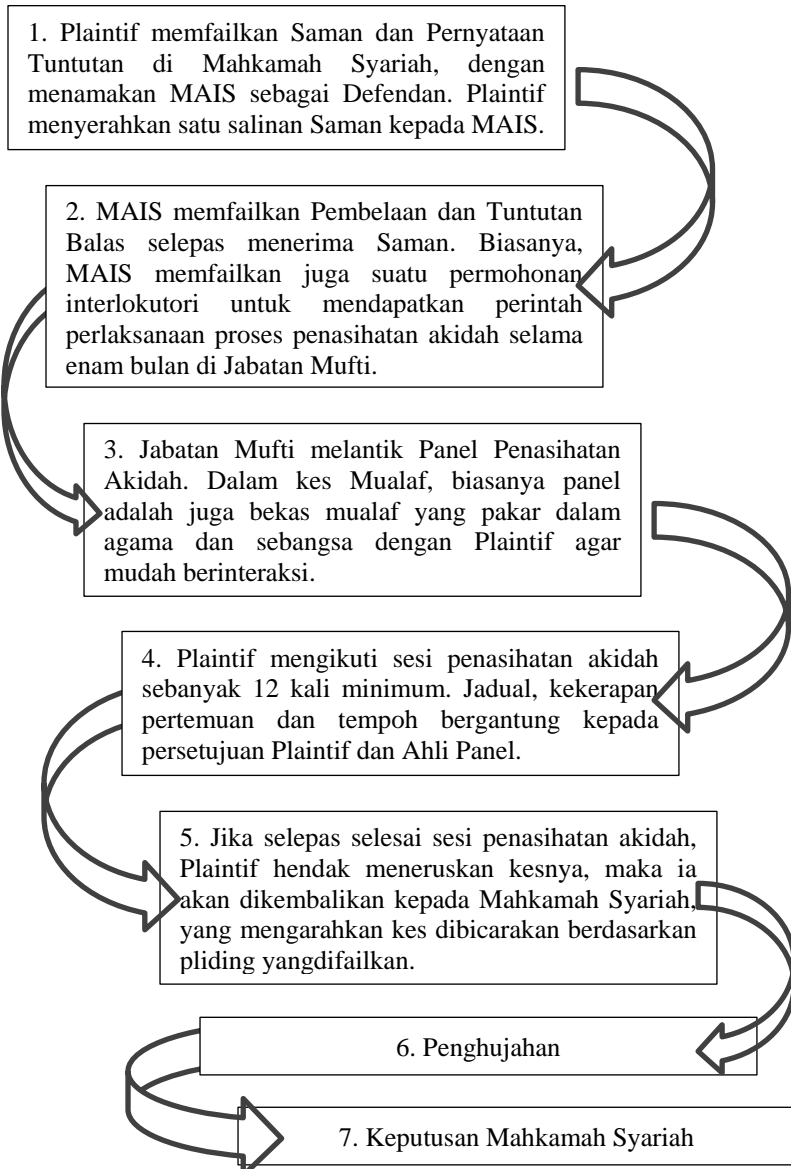 1. Plaintif memfailkan Saman dan Pernyataan
Tuntutan di Mahkamah Syariah, dengan
menamakan MAIS sebagai Defendan. Plaintif
menyerahkan satu salinan Saman kepada MAIS.
2. MAIS memfailkan Pembelaan dan Tuntutan
Balas selepas menerima Saman. Biasanya,
MAIS memfailkan juga suatu permohonan
interlokutori untuk mendapatkan perintah
perlaksanaan proses penasihatan akidah selama
enam bulan di Jabatan Mufti.
3. Jabatan Mufti melantik Panel Penasihatan
Akidah. Dalam kes Mualaf, biasanya panel
adalah juga bekas mualaf yang pakar dalam
agama dan sebangsa dengan Plaintif agar
mudah berinteraksi.
4. Plaintif mengikuti sesi penasihatan akidah
sebanyak 12 kali minimum. Jadual, kekerapan
pertemuan dan tempoh bergantung kepada
persetujuan Plaintif dan Ahli Panel.
5. Jika selepas selesai sesi penasihatan akidah,
Plaintif hendak meneruskan kesnya, maka ia
akan dikembalikan kepada Mahkamah Syariah,
yang mengarahkan kes dibicarakan berdasarkan
pliding yangdifailkan.
6. Penghujahan
7. Keputusan Mahkamah Syariah